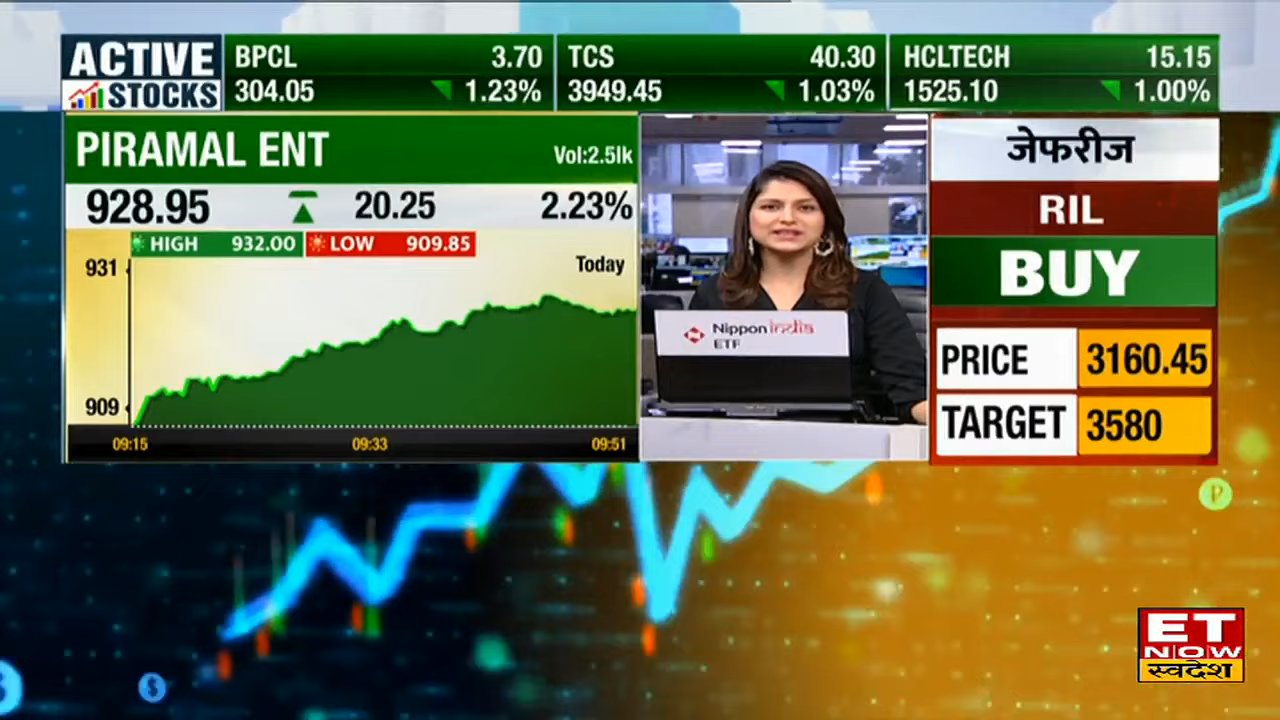 ACTIVE
STOCKS
BPCL 3.70
304.05 1.23%
TCS 40.30
3949.45 1.03%
HCLTECH 15.15
1525.10 1.00%
PIRAMAL ENT Vol:2.5lk
928.95 20.25 2.23%
HIGH 932.00 LOW 909.85
931
Today
909
09:15 09:33 09:51
Nippon india
ETF
जेफरीज
RIL
BUY
PRICE 3160.45
TARGET 3580
ET
NOW
स्वदेश